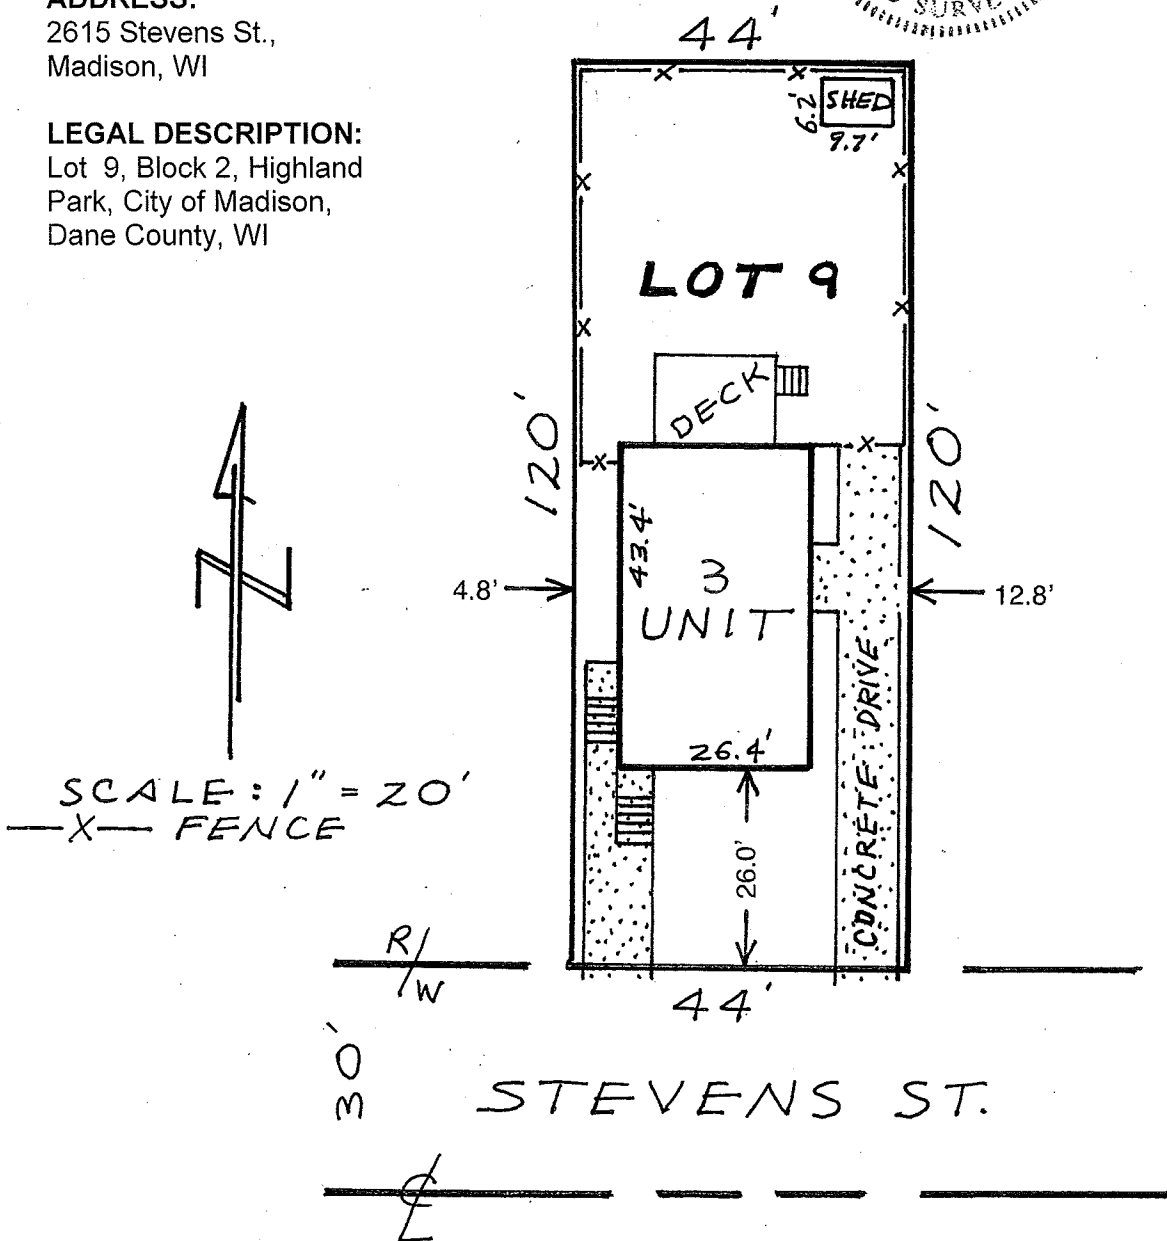 ADDRESS:
2615 Stevens St.,
Madison, WI
LEGAL DESCRIPTION:
Lot 9, Block 2, Highland
Park, City of Madison,
Dane County, WI
SURVE
44'
SHED
6.2'
9.7'
LOT 9
DECK
120'
120'
43.4'
3
UNIT
4.8'
12.8'
26.4'
26.0'
CONCRETE DRIVE
N
SCALE: 1" = 20'
—X— FENCE
R/W
44'
30'
STEVENS ST.
℄